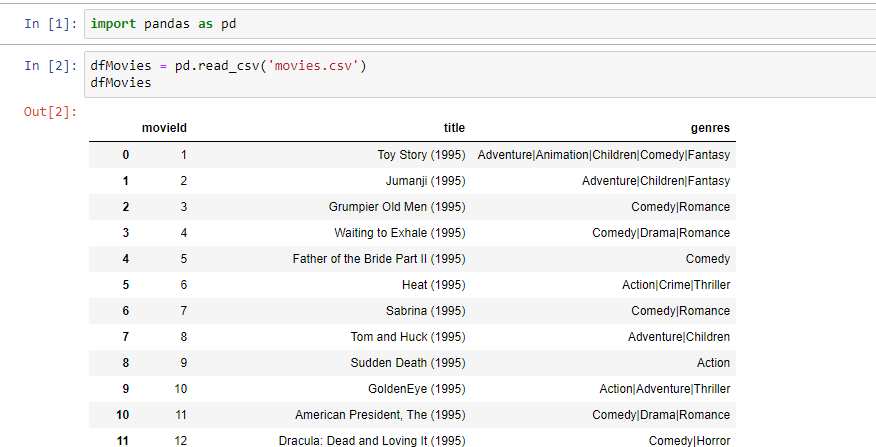 In [1]: import pandas as pd
In [2]: dfMovies = pd.read_csv('movies.csv')
dfMovies
Out[2]:
movieId title genres
0 1 Toy Story (1995) Adventure|Animation|Children|Comedy|Fantasy
1 2 Jumanji (1995) Adventure|Children|Fantasy
2 3 Grumpier Old Men (1995) Comedy|Romance
3 4 Waiting to Exhale (1995) Comedy|Drama|Romance
4 5 Father of the Bride Part II (1995) Comedy
5 6 Heat (1995) Action|Crime|Thriller
6 7 Sabrina (1995) Comedy|Romance
7 8 Tom and Huck (1995) Adventure|Children
8 9 Sudden Death (1995) Action
9 10 GoldenEye (1995) Action|Adventure|Thriller
10 11 American President, The (1995) Comedy|Drama|Romance
11 12 Dracula: Dead and Loving It (1995) Comedy|Horror